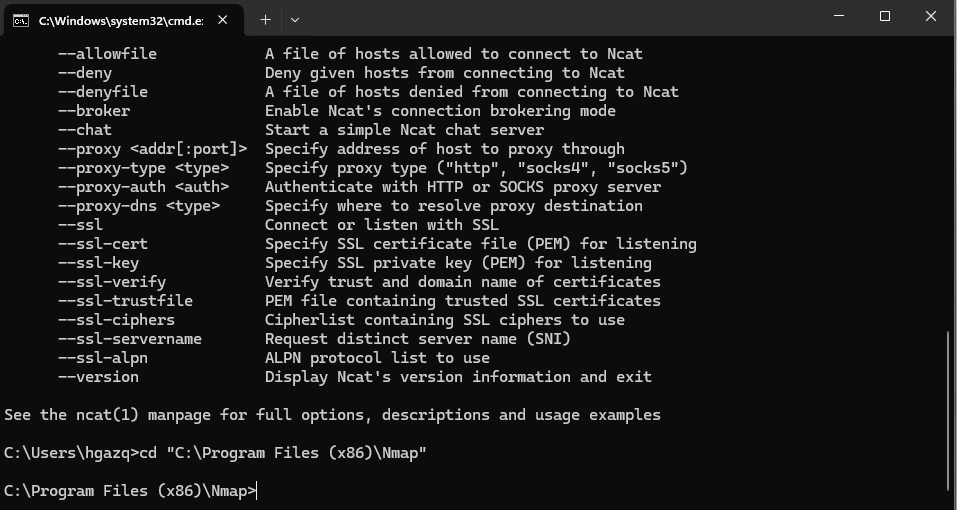 C:\Windows\system32\cmd.e:
--allowfile A file of hosts allowed to connect to Ncat
--deny Deny given hosts from connecting to Ncat
--denyfile A file of hosts denied from connecting to Ncat
--broker Enable Ncat's connection brokering mode
--chat Start a simple Ncat chat server
--proxy <addr[:port]> Specify address of host to proxy through
--proxy-type <type> Specify proxy type ("http", "socks4", "socks5")
--proxy-auth <auth> Authenticate with HTTP or SOCKS proxy server
--proxy-dns <type> Specify where to resolve proxy destination
--ssl Connect or listen with SSL
--ssl-cert Specify SSL certificate file (PEM) for listening
--ssl-key Specify SSL private key (PEM) for listening
--ssl-verify Verify trust and domain name of certificates
--ssl-trustfile PEM file containing trusted SSL certificates
--ssl-ciphers Cipherlist containing SSL ciphers to use
--ssl-servername Request distinct server name (SNI)
--ssl-alpn ALPN protocol list to use
--version Display Ncat's version information and exit
See the ncat(1) manpage for full options, descriptions and usage examples
C:\Users\hgazq>cd "C:\Program Files (x86)\Nmap"
C:\Program Files (x86)\Nmap>